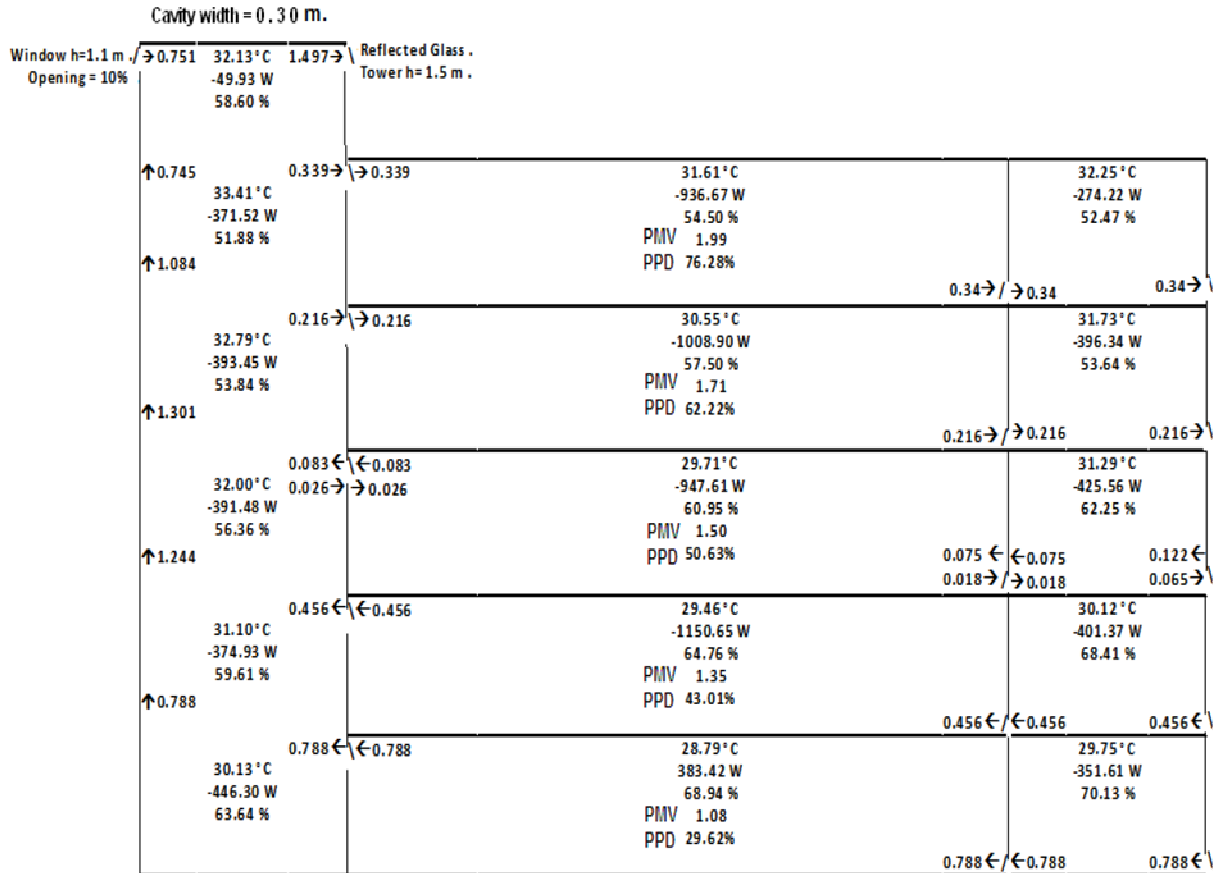 Cavity width = 0.30 m.
Window h=1.1 m ./→0.751 32.13°C 1.497→\ Reflected Glass .
Opening = 10% -49.93 W Tower h= 1.5 m .
58.60 %
↑0.745 0.339→\→0.339 31.61°C 32.25°C
33.41°C -936.67 W -274.22 W
-371.52 W 54.50 % 52.47 %
51.88 % PMV 1.99
↑1.084 PPD 76.28%
0.34→/→0.34 0.34→\
0.216→\→0.216 30.55°C 31.73°C
32.79°C -1008.90 W -396.34 W
-393.45 W 57.50 % 53.64 %
53.84 % PMV 1.71
↑1.301 PPD 62.22%
0.216→/→0.216 0.216→\
0.083←\←0.083 29.71°C 31.29°C
32.00°C 0.026→→0.026 -947.61 W -425.56 W
-391.48 W 60.95 % 62.25 %
56.36 % PMV 1.50
↑1.244 PPD 50.63% 0.075←←0.075 0.122←
0.018→/→0.018 0.065→\
0.456←\←0.456 29.46°C 30.12°C
31.10°C -1150.65 W -401.37 W
-374.93 W 64.76 % 68.41 %
59.61 % PMV 1.35
↑0.788 PPD 43.01%
0.456←/←0.456 0.456←\
0.788←\←0.788 28.79°C 29.75°C
30.13°C 383.42 W -351.61 W
-446.30 W 68.94 % 70.13 %
63.64 % PMV 1.08
PPD 29.62%
0.788←/←0.788 0.788←\